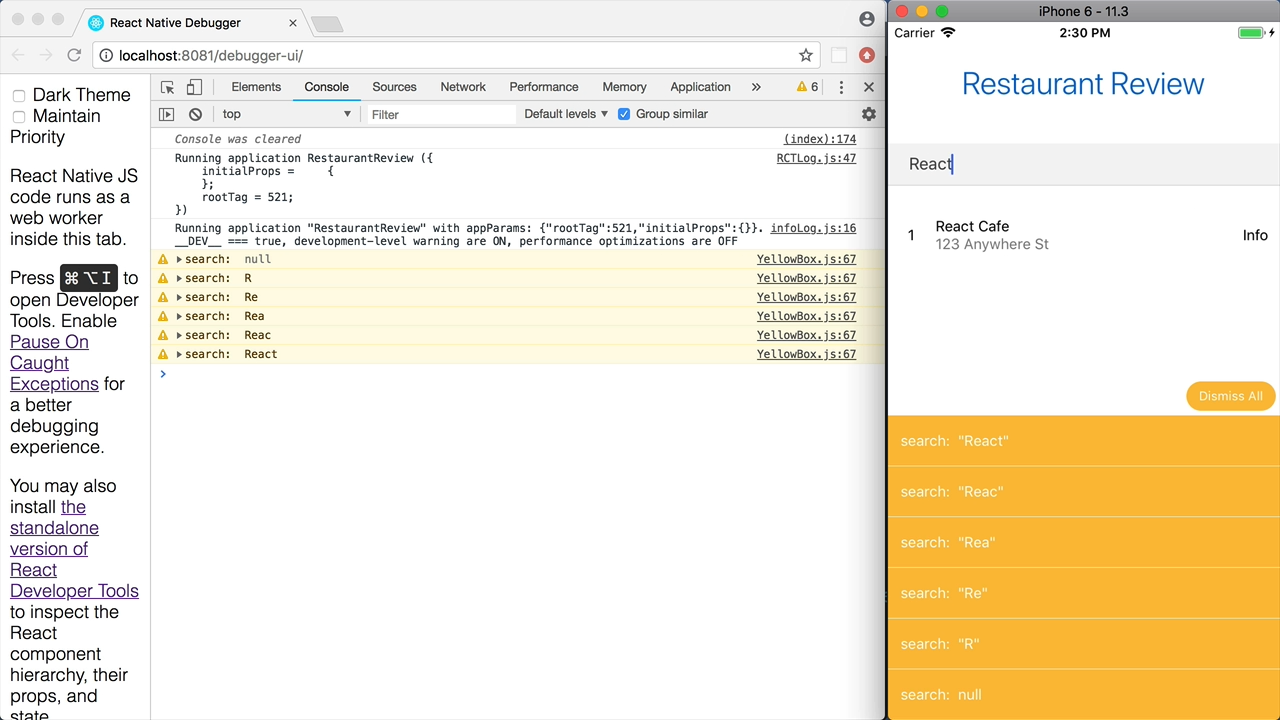 React Native Debugger
localhost:8081/debugger-ui/
Dark Theme
Maintain
Priority
React Native JS
code runs as a
web worker
inside this tab.
Press ⌘⌥I to
open Developer
Tools. Enable
Pause On
Caught
Exceptions for
a better
debugging
experience.
You may also
install the
standalone
version of
React
Developer Tools
to inspect the
React
component
hierarchy, their
props, and
state.
Elements Console Sources Network Performance Memory Application » 6
top Filter Default levels ▼ Group similar
Console was cleared (index):174
Running application RestaurantReview ({ RCTLog.js:47
initialProps = {
};
rootTag = 521;
})
Running application "RestaurantReview" with appParams: {"rootTag":521,"initialProps":{}}. infoLog.js:16
__DEV__ === true, development-level warning are ON, performance optimizations are OFF
search: null YellowBox.js:67
search: R YellowBox.js:67
search: Re YellowBox.js:67
search: Rea YellowBox.js:67
search: Reac YellowBox.js:67
search: React YellowBox.js:67
iPhone 6 - 11.3
Carrier 2:30 PM
Restaurant Review
React
1 React Cafe Info
123 Anywhere St
Dismiss All
search: "React"
search: "Reac"
search: "Rea"
search: "Re"
search: "R"
search: null